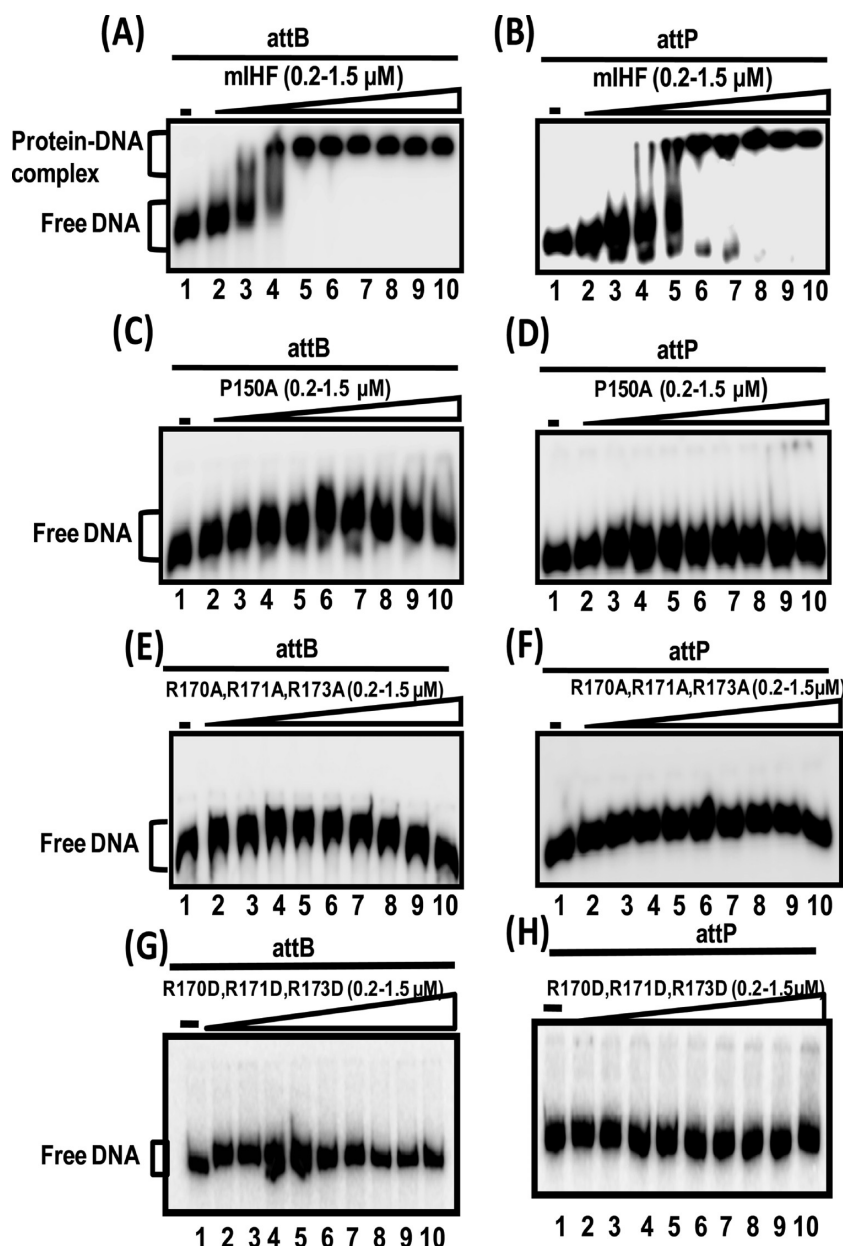 (A)
attB
mIHF (0.2-1.5 µM)
Protein-DNA
complex
Free DNA
1 2 3 4 5 6 7 8 9 10
(B)
attP
mIHF (0.2-1.5 µM)
1 2 3 4 5 6 7 8 9 10
(C)
attB
P150A (0.2-1.5 µM)
Free DNA
1 2 3 4 5 6 7 8 9 10
(D)
attP
P150A (0.2-1.5 µM)
1 2 3 4 5 6 7 8 9 10
(E)
attB
R170A,R171A,R173A (0.2-1.5 µM)
Free DNA
1 2 3 4 5 6 7 8 9 10
(F)
attP
R170A,R171A,R173A (0.2-1.5µM)
1 2 3 4 5 6 7 8 9 10
(G)
attB
R170D,R171D,R173D (0.2-1.5 µM)
Free DNA
1 2 3 4 5 6 7 8 9 10
(H)
attP
R170D,R171D,R173D (0.2-1.5µM)
1 2 3 4 5 6 7 8 9 10